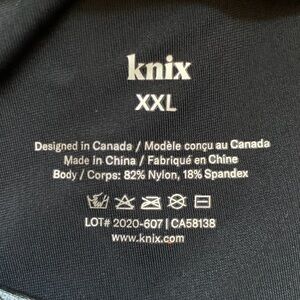 knix
XXL
Designed in Canada / Modèle conçu au Canada
Made in China / Fabriqué en Chine
Body / Corps: 82% Nylon, 18% Spandex
LOT# 2020-607 | CA58138
www.knix.com